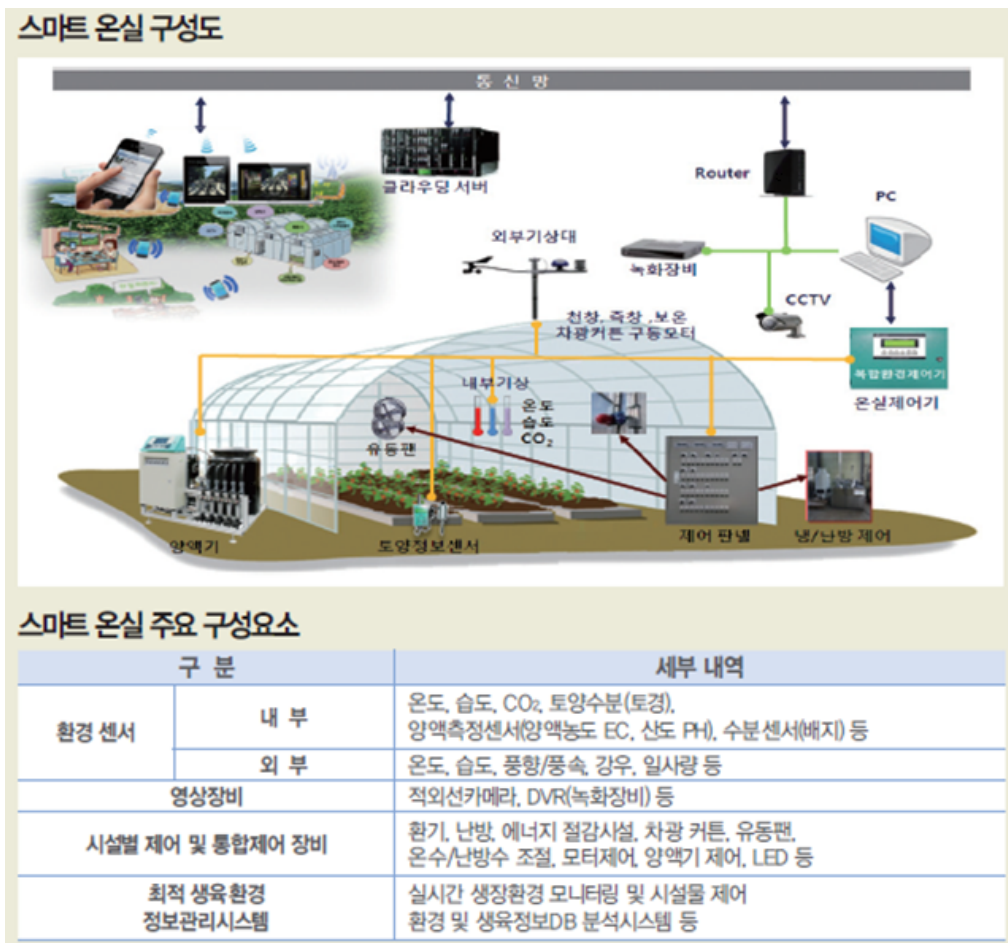 스마트 온실 구성도
통 신 망
클라우딩 서버
Router
PC
외부기상대
녹화장비
CCTV
천창, 측창 ,보온
차광커튼 구동모터
복합환경제어기
온실제어기
내부기상
온도
습도
CO₂
유동팬
양액기
토양정보센서
제어 판넬
냉/난방 제어
스마트 온실 주요 구성요소
구 분 세부 내역
환경 센서 내 부 온도, 습도, CO₂, 토양수분(토경),
양액측정센서(양액농도 EC, 산도 PH), 수분센서(배지) 등
외 부 온도, 습도, 풍향/풍속, 강우, 일사량 등
영상장비 적외선카메라, DVR(녹화장비) 등
시설별 제어 및 통합제어 장비 환기, 난방, 에너지 절감시설, 차광 커튼, 유동팬,
온수/난방수 조절, 모터제어, 양액기 제어, LED 등
최적 생육환경 실시간 생장환경 모니터링 및 시설물 제어
정보관리시스템 환경 및 생육정보DB 분석시스템 등